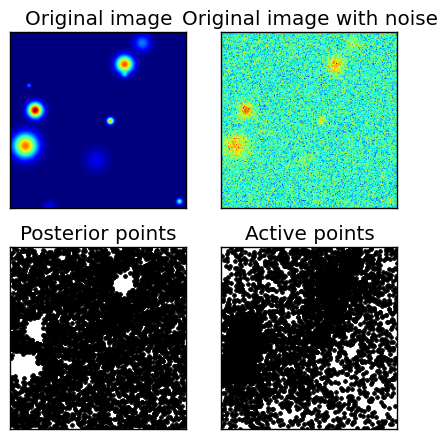 Original image
Original image with noise
Posterior points
Active points